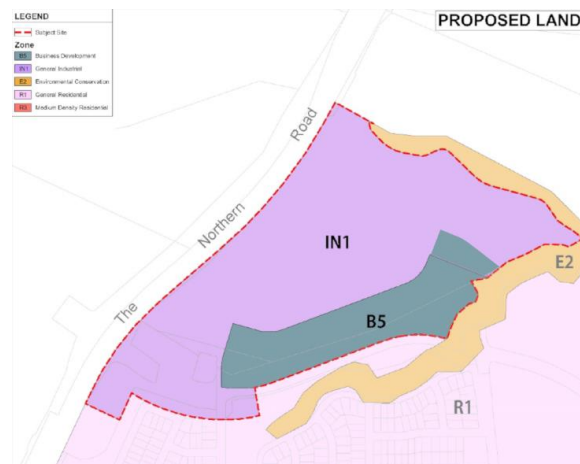 LEGEND
PROPOSED LAND
Subject Site
Zone
B5 Business Development
IN1 General Industrial
E2 Environmental Conservation
R1 General Residential
R3 Medium Density Residential
The Northern Road
IN1
E2
B5
R1